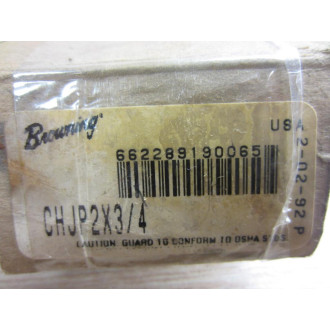 Browning
USA
662289190065
2-02-92 P
CHJP2X3/4
CAUTION GUARD TO CONFORM TO OSHA STDS